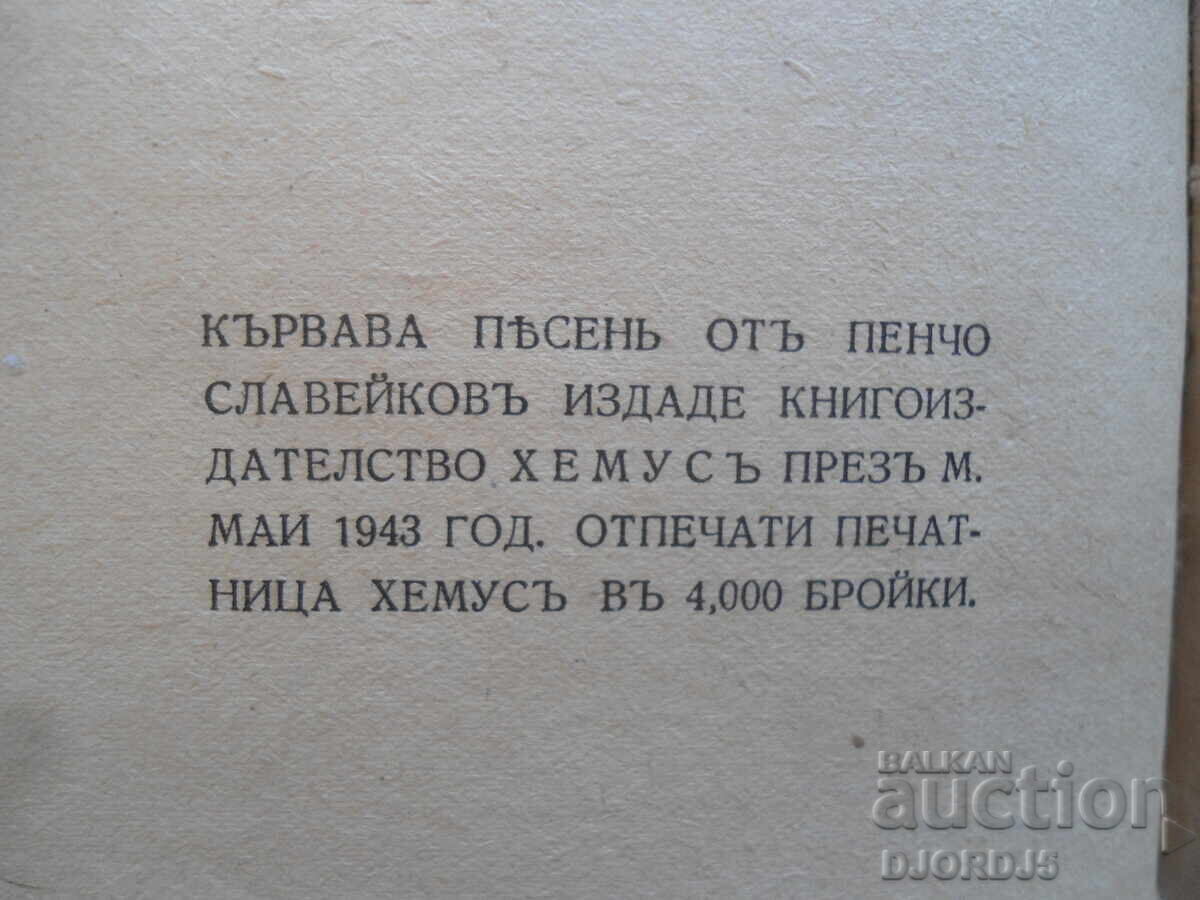 КЪРВАВА ПѢСЕНЬ ОТЪ ПЕНЧО
СЛАВЕЙКОВЪ ИЗДАДЕ КНИГОИЗ-
ДАТЕЛСТВО ХЕМУСЪ ПРЕЗЪ М.
МАИ 1943 ГОД. ОТПЕЧАТИ ПЕЧАТ-
НИЦА ХЕМУСЪ ВЪ 4,000 БРОЙКИ.
BALKAN
auction
DJORDJ5